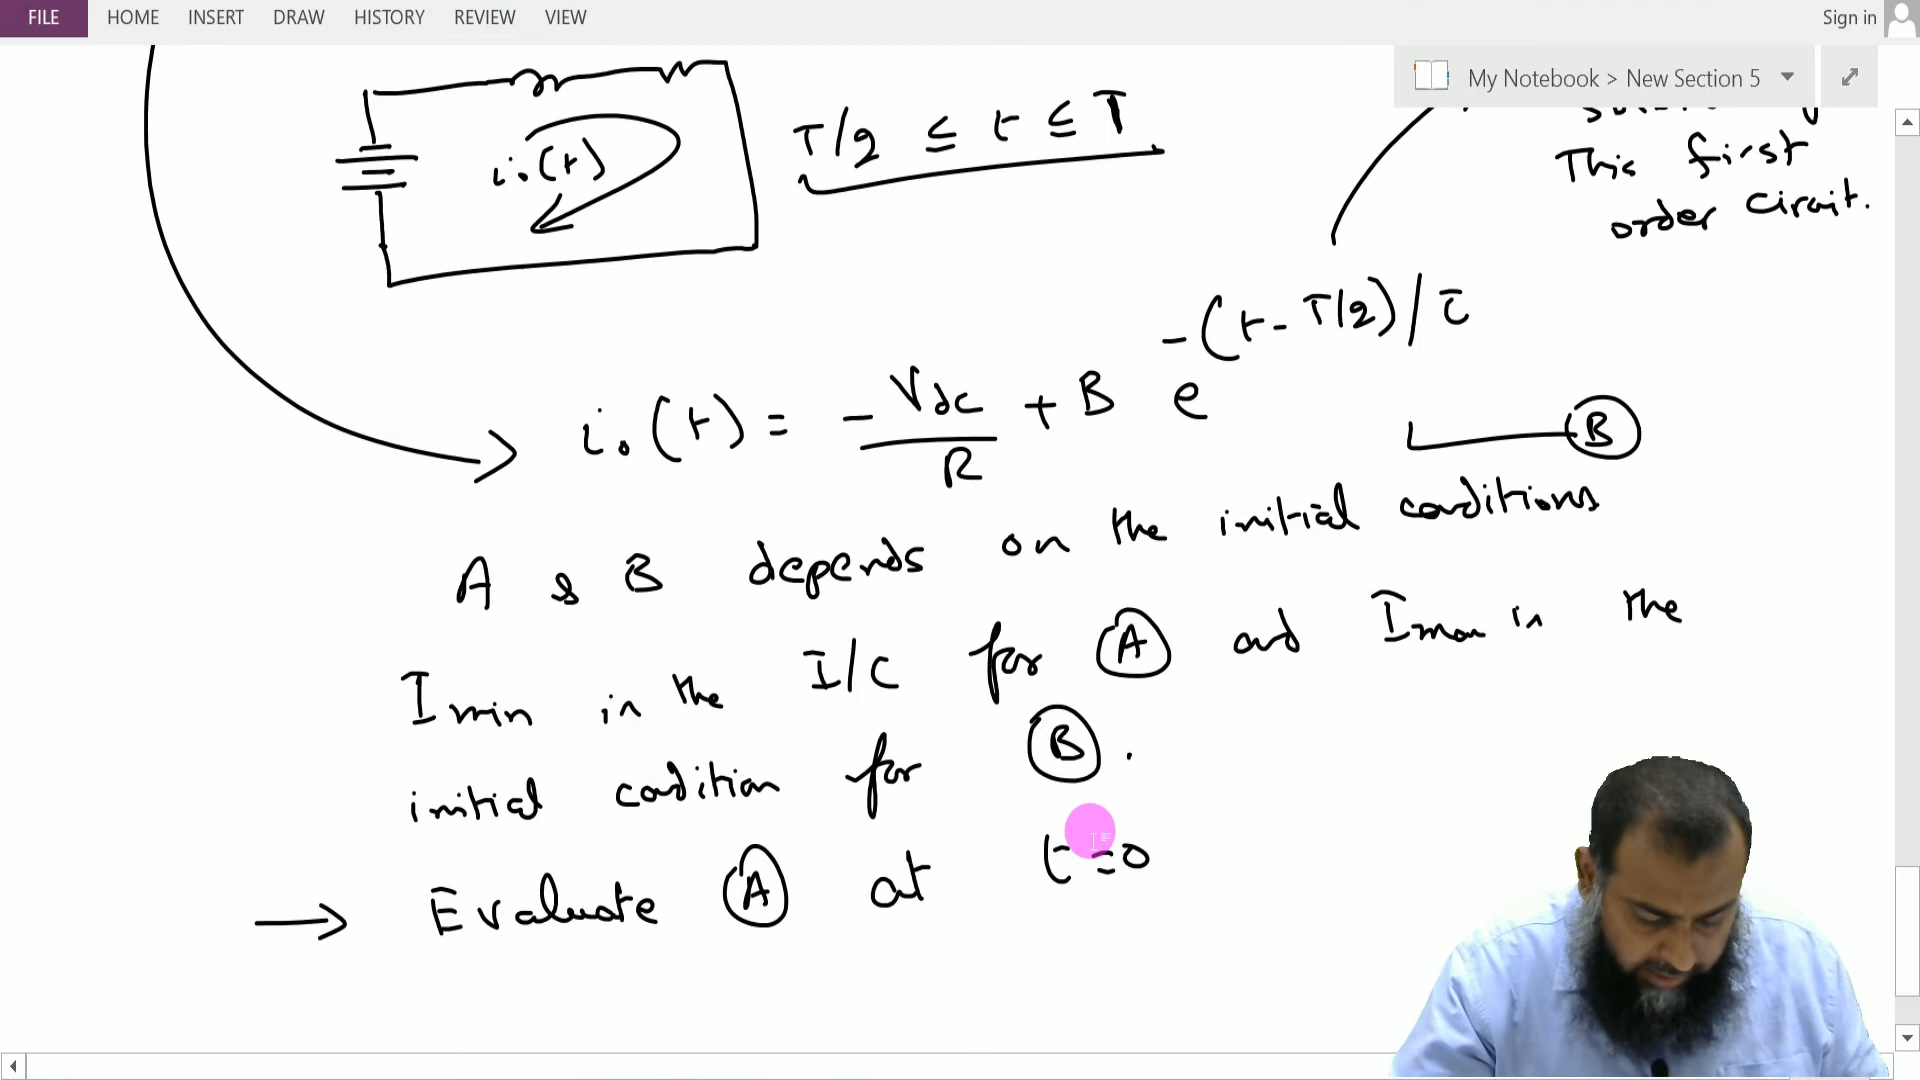 FILE HOME INSERT DRAW HISTORY REVIEW VIEW Sign in
My Notebook > New Section 5
T/2 ≤ t ≤ T
i₀(t)
This first
order circuit.
i₀(t) = -Vdc/R + B e^-(t - T/2)/τ
B
A & B depends on the initial conditions
Imin is the I/C for A and Imax is the
initial condition for B.
→ Evaluate A at t=0